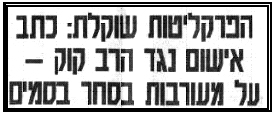 הפרקליטות שוקלת: כתב
אישום נגד הרב קוק –
על מעורבות בסחר בסמים